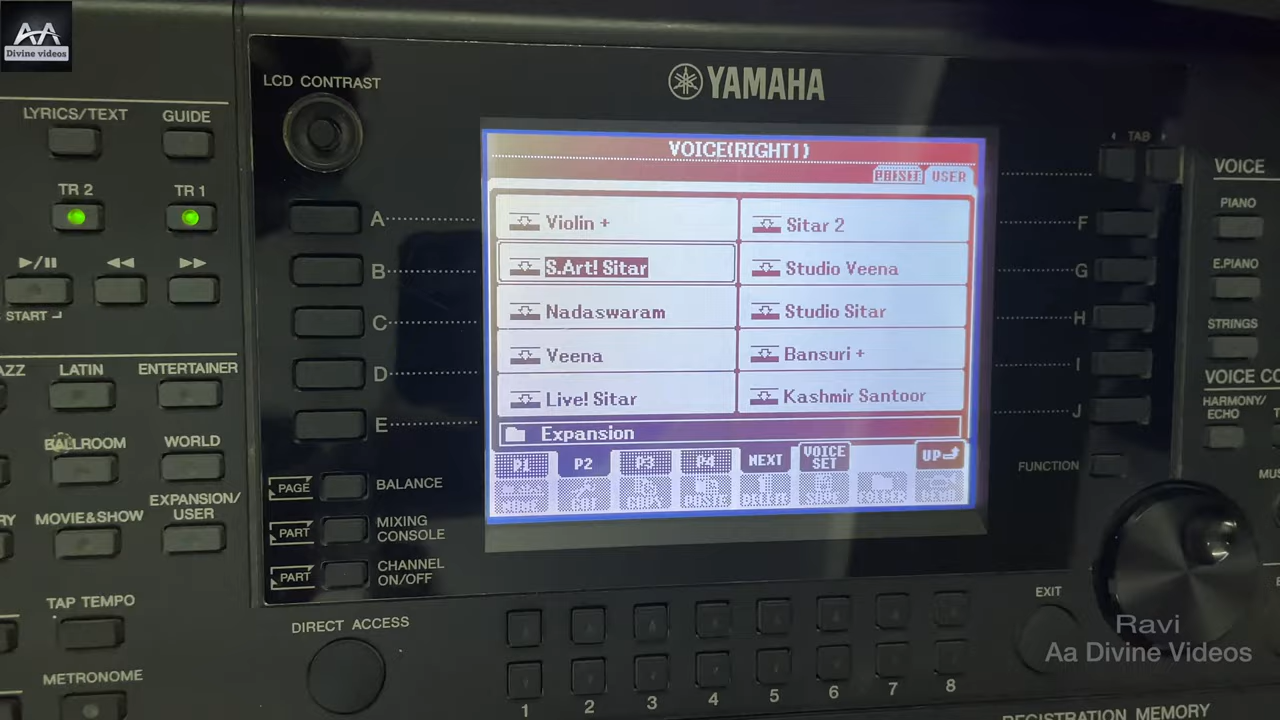 AA
Divine videos
LCD CONTRAST
YAMAHA
LYRICS/TEXT
GUIDE
TR 2
TR 1
START
AZZ
LATIN
ENTERTAINER
BALLROOM
WORLD
MOVIE&SHOW
EXPANSION/
USER
TAP TEMPO
METRONOME
A
B
C
D
E
PAGE
BALANCE
PART
MIXING
CONSOLE
PART
CHANNEL
ON/OFF
DIRECT ACCESS
VOICE(RIGHT1)
PRESET
USER
Violin +
Sitar 2
S.Art! Sitar
Studio Veena
Nadaswaram
Studio Sitar
Veena
Bansuri +
Live! Sitar
Kashmir Santoor
Expansion
P1
P2
P3
P4
NEXT
VOICE
SET
UP
TAB
F
G
H
I
J
FUNCTION
VOICE
PIANO
E.PIANO
STRINGS
VOICE CO
HARMONY/
ECHO
EXIT
1
2
3
4
5
6
7
8
REGISTRATION MEMORY
Ravi
Aa Divine Videos